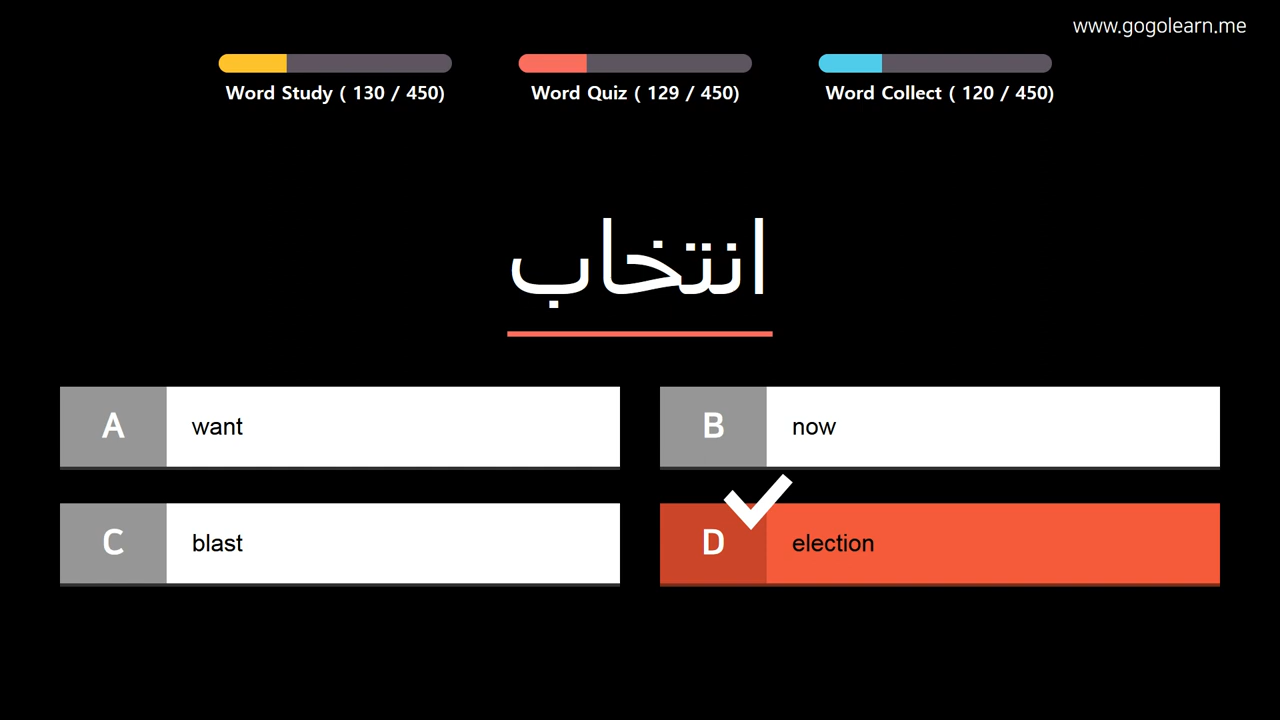 www.gogolearn.me
Word Study ( 130 / 450)
Word Quiz ( 129 / 450)
Word Collect ( 120 / 450)
انتخاب
A want
B now
C blast
D election